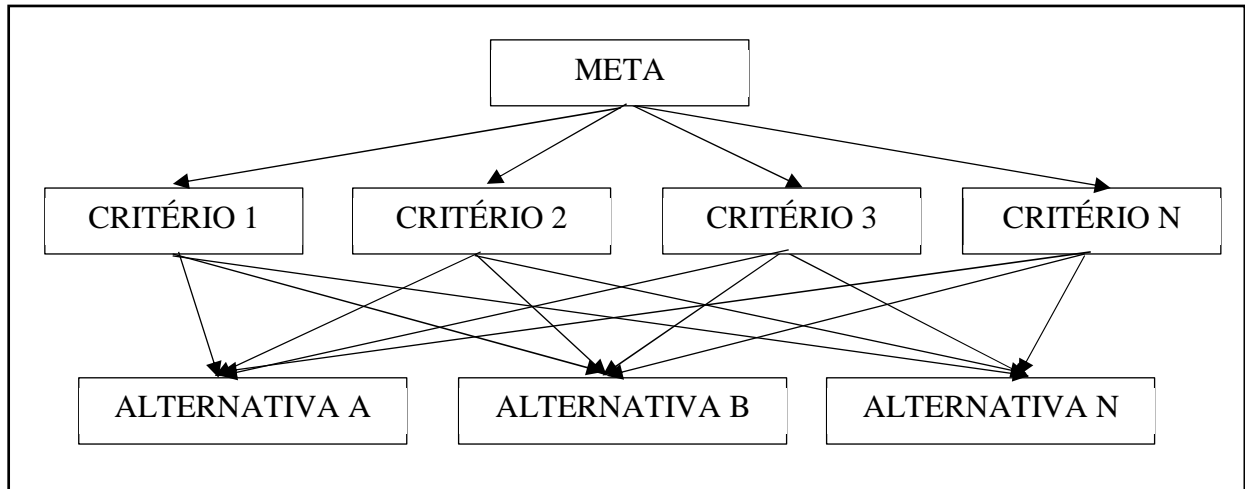 META
CRITÉRIO 1
CRITÉRIO 2
CRITÉRIO 3
CRITÉRIO N
ALTERNATIVA A
ALTERNATIVA B
ALTERNATIVA N